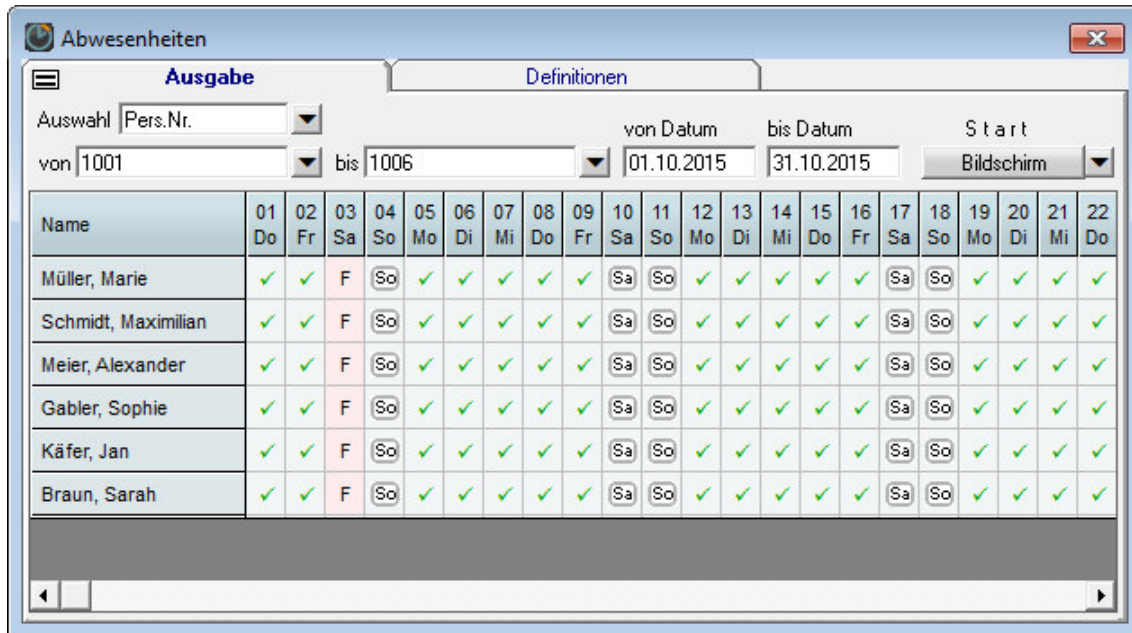 Abwesenheiten
Ausgabe Definitionen
Auswahl Pers.Nr. von Datum bis Datum Start
von 1001 bis 1006 01.10.2015 31.10.2015 Bildschirm
Name 01 02 03 04 05 06 07 08 09 10 11 12 13 14 15 16 17 18 19 20 21 22
Do Fr Sa So Mo Di Mi Do Fr Sa So Mo Di Mi Do Fr Sa So Mo Di Mi Do
Müller, Marie ✓ ✓ F So ✓ ✓ ✓ ✓ ✓ Sa So ✓ ✓ ✓ ✓ ✓ Sa So ✓ ✓ ✓ ✓
Schmidt, Maximilian ✓ ✓ F So ✓ ✓ ✓ ✓ ✓ Sa So ✓ ✓ ✓ ✓ ✓ Sa So ✓ ✓ ✓ ✓
Meier, Alexander ✓ ✓ F So ✓ ✓ ✓ ✓ ✓ Sa So ✓ ✓ ✓ ✓ ✓ Sa So ✓ ✓ ✓ ✓
Gabler, Sophie ✓ ✓ F So ✓ ✓ ✓ ✓ ✓ Sa So ✓ ✓ ✓ ✓ ✓ Sa So ✓ ✓ ✓ ✓
Käfer, Jan ✓ ✓ F So ✓ ✓ ✓ ✓ ✓ Sa So ✓ ✓ ✓ ✓ ✓ Sa So ✓ ✓ ✓ ✓
Braun, Sarah ✓ ✓ F So ✓ ✓ ✓ ✓ ✓ Sa So ✓ ✓ ✓ ✓ ✓ Sa So ✓ ✓ ✓ ✓